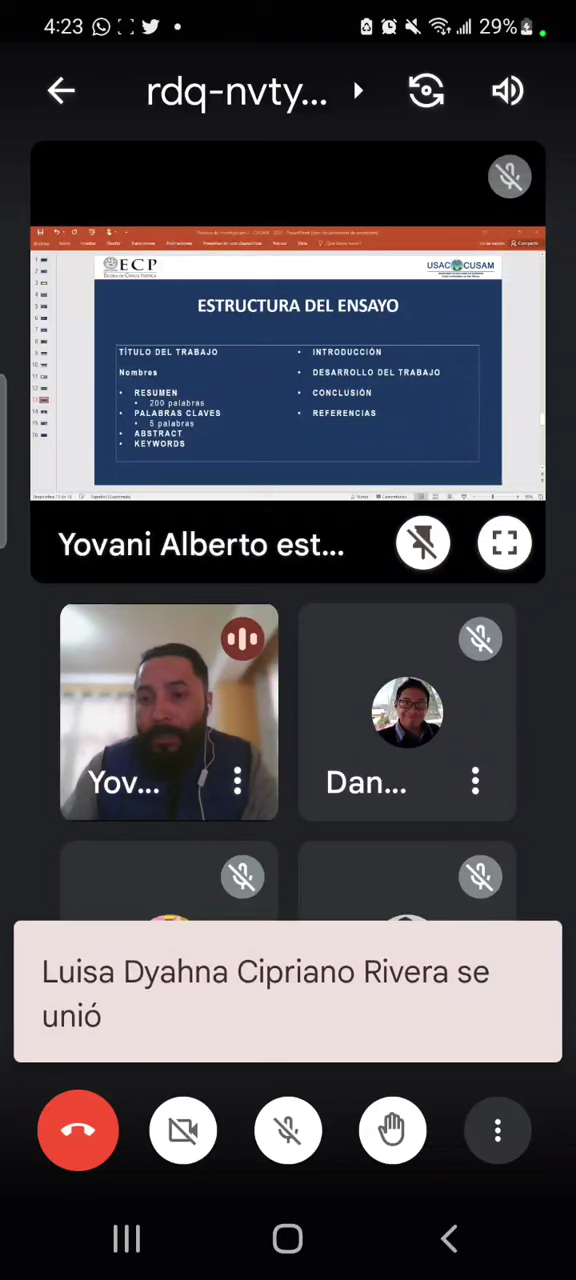 4:23
29%
rdq-nvty...
ECP
USAC CUSAM
ESTRUCTURA DEL ENSAYO
TÍTULO DEL TRABAJO
Nombres
• RESUMEN
• 200 palabras
• PALABRAS CLAVES
• 5 palabras
• ABSTRACT
• KEYWORDS
• INTRODUCCIÓN
• DESARROLLO DEL TRABAJO
• CONCLUSIÓN
• REFERENCIAS
Yovani Alberto est...
Yov...
Dan...
Luisa Dyahna Cipriano Rivera se
unió